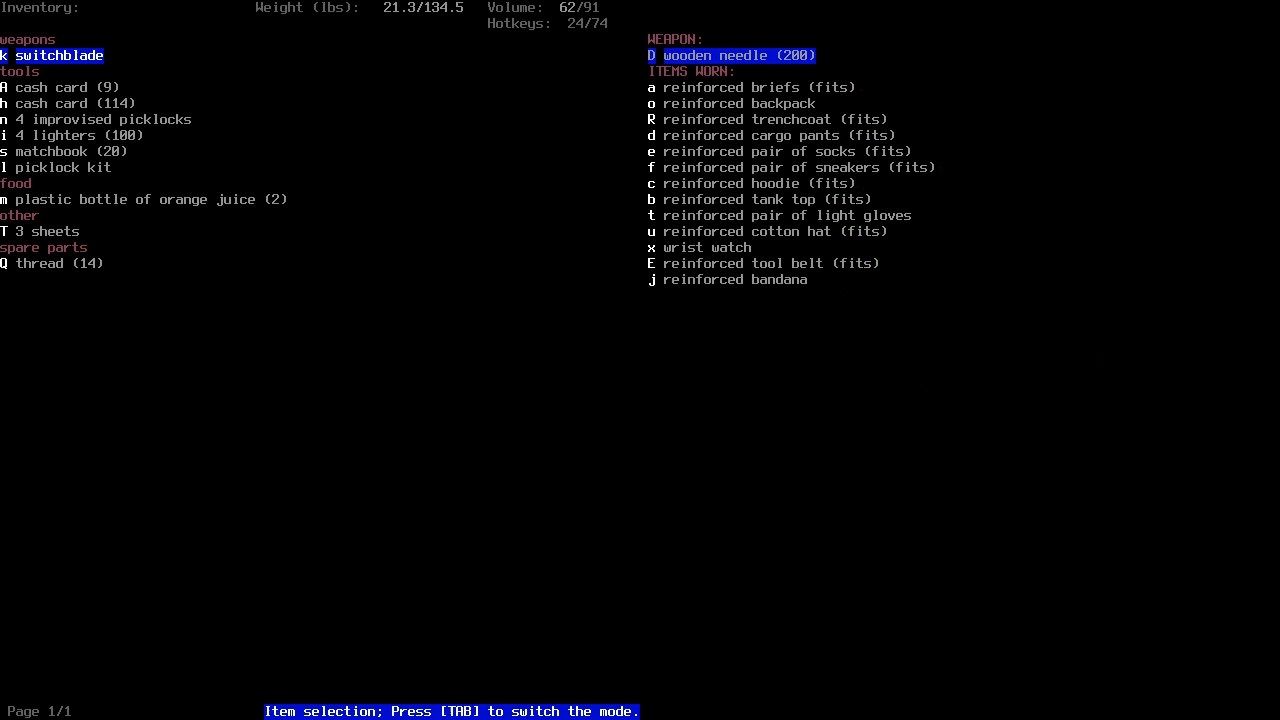 Inventory: Weight (lbs): 21.3/134.5 Volume: 62/91
Hotkeys: 24/74
weapons
k switchblade
tools
A cash card (9)
h cash card (114)
n 4 improvised picklocks
i 4 lighters (100)
s matchbook (20)
l picklock kit
food
m plastic bottle of orange juice (2)
other
T 3 sheets
spare parts
Q thread (14)
WEAPON:
D wooden needle (200)
ITEMS WORN:
a reinforced briefs (fits)
o reinforced backpack
R reinforced trenchcoat (fits)
d reinforced cargo pants (fits)
e reinforced pair of socks (fits)
f reinforced pair of sneakers (fits)
c reinforced hoodie (fits)
b reinforced tank top (fits)
t reinforced pair of light gloves
u reinforced cotton hat (fits)
x wrist watch
E reinforced tool belt (fits)
j reinforced bandana
Page 1/1 Item selection; Press [TAB] to switch the mode.